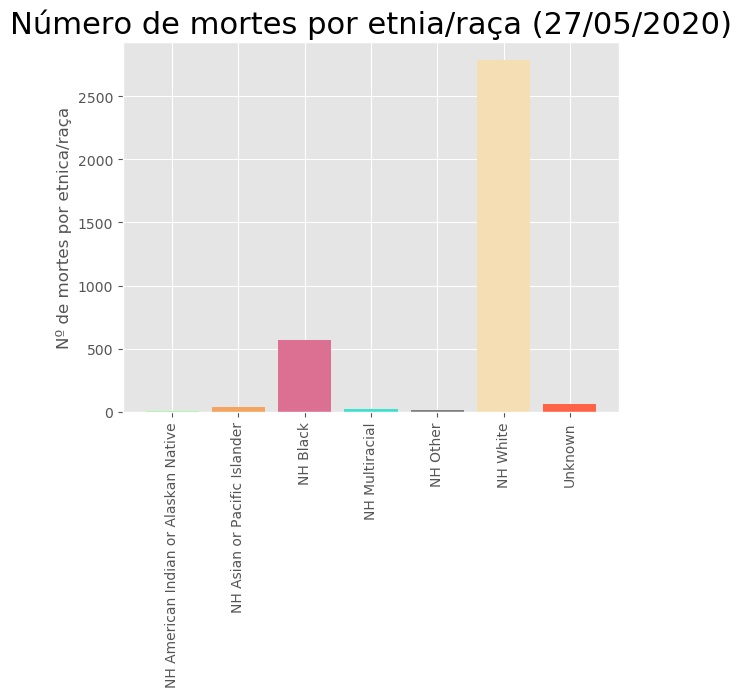 Número de mortes por etnia/raça (27/05/2020)
Nº de mortes por etnica/raça
2500
2000
1500
1000
500
0
NH American Indian or Alaskan Native
NH Asian or Pacific Islander
NH Black
NH Multiracial
NH Other
NH White
Unknown